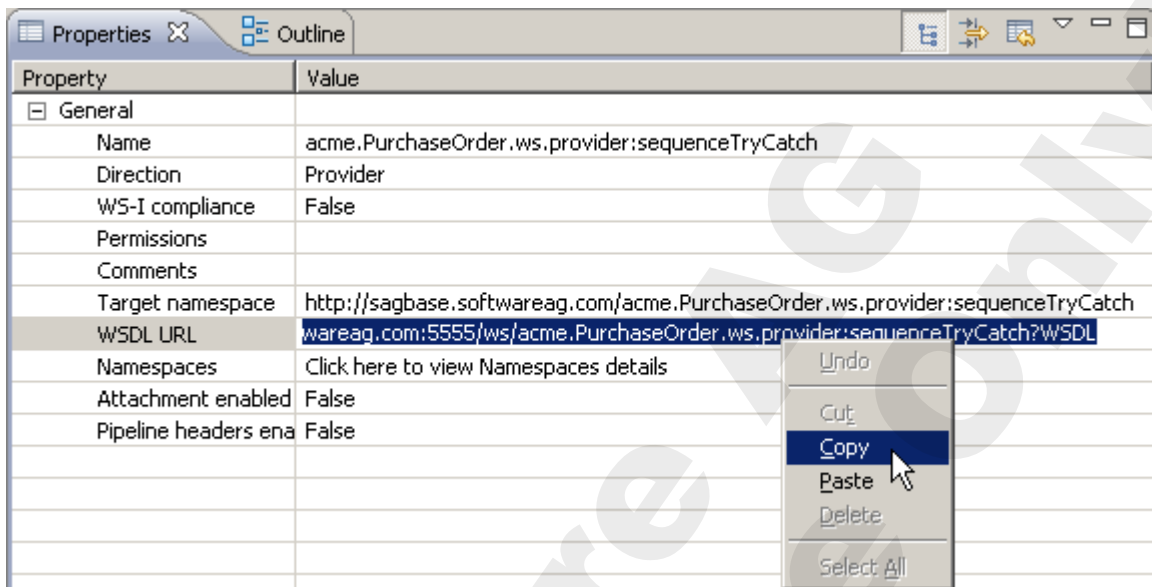 Properties Outline
Property Value
General
Name acme.PurchaseOrder.ws.provider:sequenceTryCatch
Direction Provider
WS-I compliance False
Permissions
Comments
Target namespace http://sagbase.softwareag.com/acme.PurchaseOrder.ws.provider:sequenceTryCatch
WSDL URL wareag.com:5555/ws/acme.PurchaseOrder.ws.provider:sequenceTryCatch?WSDL
Namespaces Click here to view Namespaces details
Undo
Attachment enabled False
Cut
Pipeline headers ena False
Copy
Paste
Delete
Select All